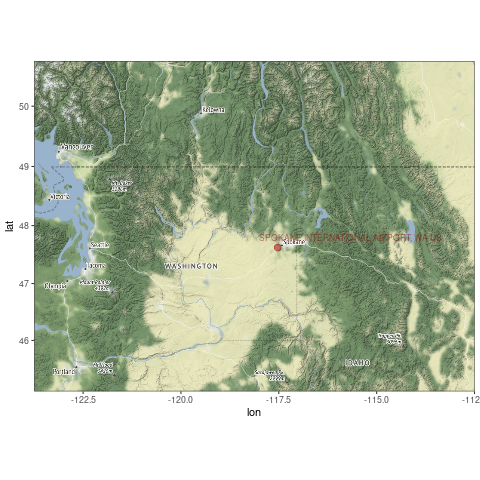 50
49
48
47
46
lat
Kelowna
Vancouver
Victoria
SPOKANE INTERNATIONAL AIRPORT, WA US
Spokane
Seattle
Tacoma
WASHINGTON
Olympia
IDAHO
Portland
-122.5
-120.0
-117.5
-115.0
-112
lon